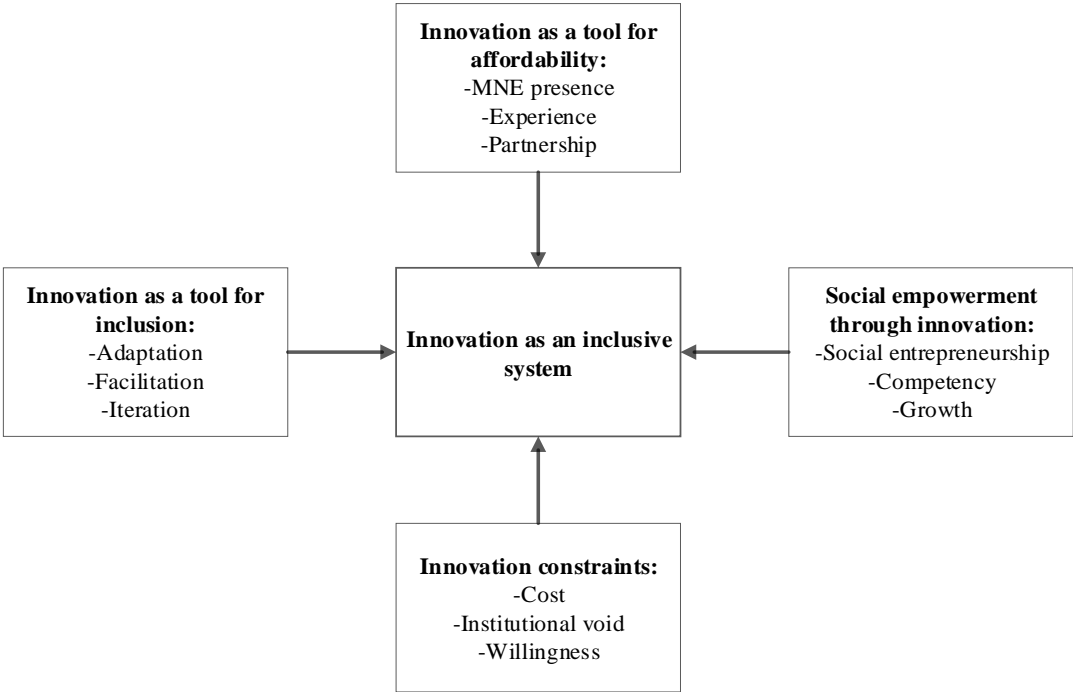 Innovation as a tool for
affordability:
-MNE presence
-Experience
-Partnership
Innovation as a tool for
inclusion:
-Adaptation
-Facilitation
-Iteration
Innovation as an inclusive
system
Social empowerment
through innovation:
-Social entrepreneurship
-Competency
-Growth
Innovation constraints:
-Cost
-Institutional void
-Willingness